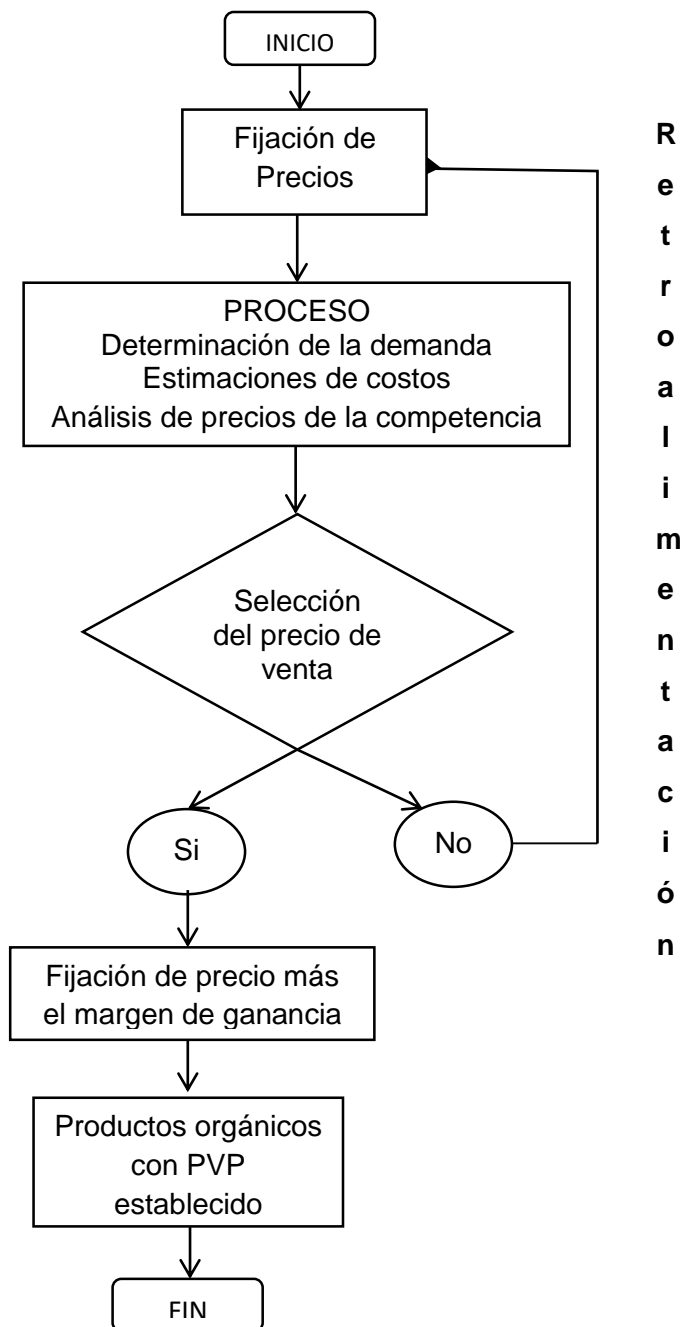 INICIO
Fijación de
Precios
PROCESO
Determinación de la demanda
Estimaciones de costos
Análisis de precios de la competencia
Selección
del precio de
venta
Si
No
Fijación de precio más
el margen de ganancia
Productos orgánicos
con PVP
establecido
FIN
R
e
t
r
o
a
l
i
m
e
n
t
a
c
i
ó
n